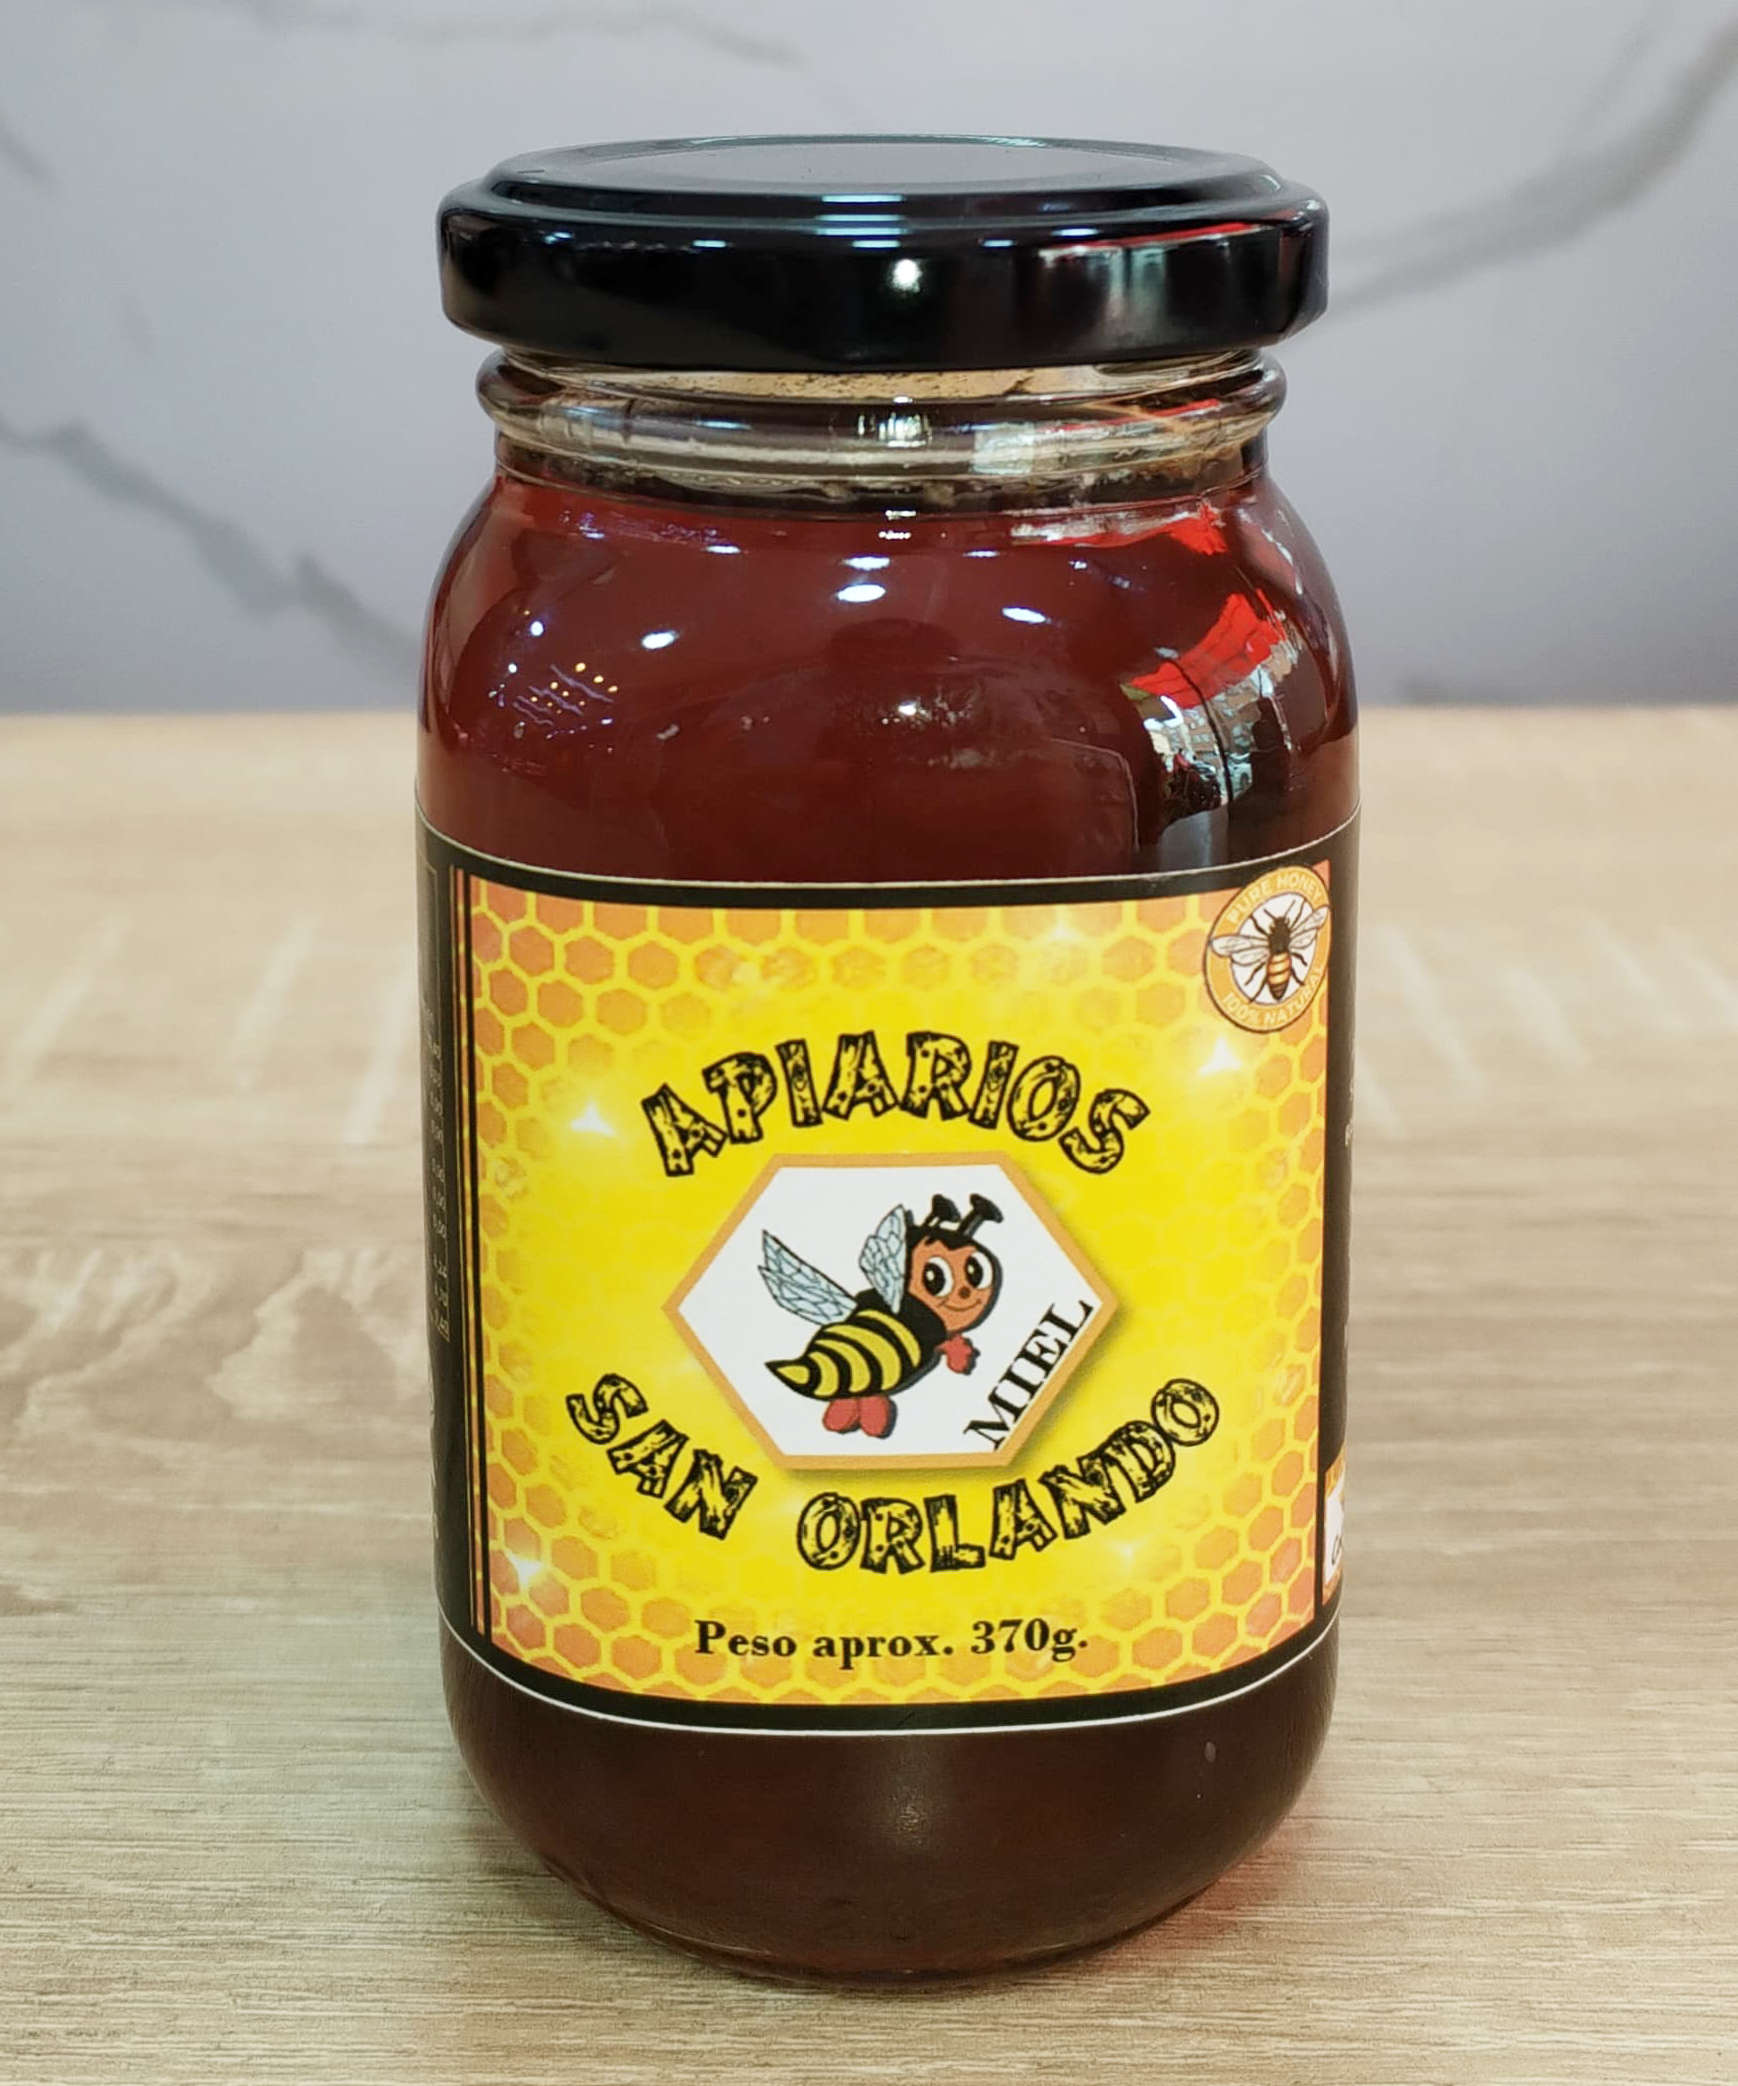 PURE HONEY
100% NATURAL
APIARIOS
MIEL
SAN ORLANDO
Peso aprox. 370g.